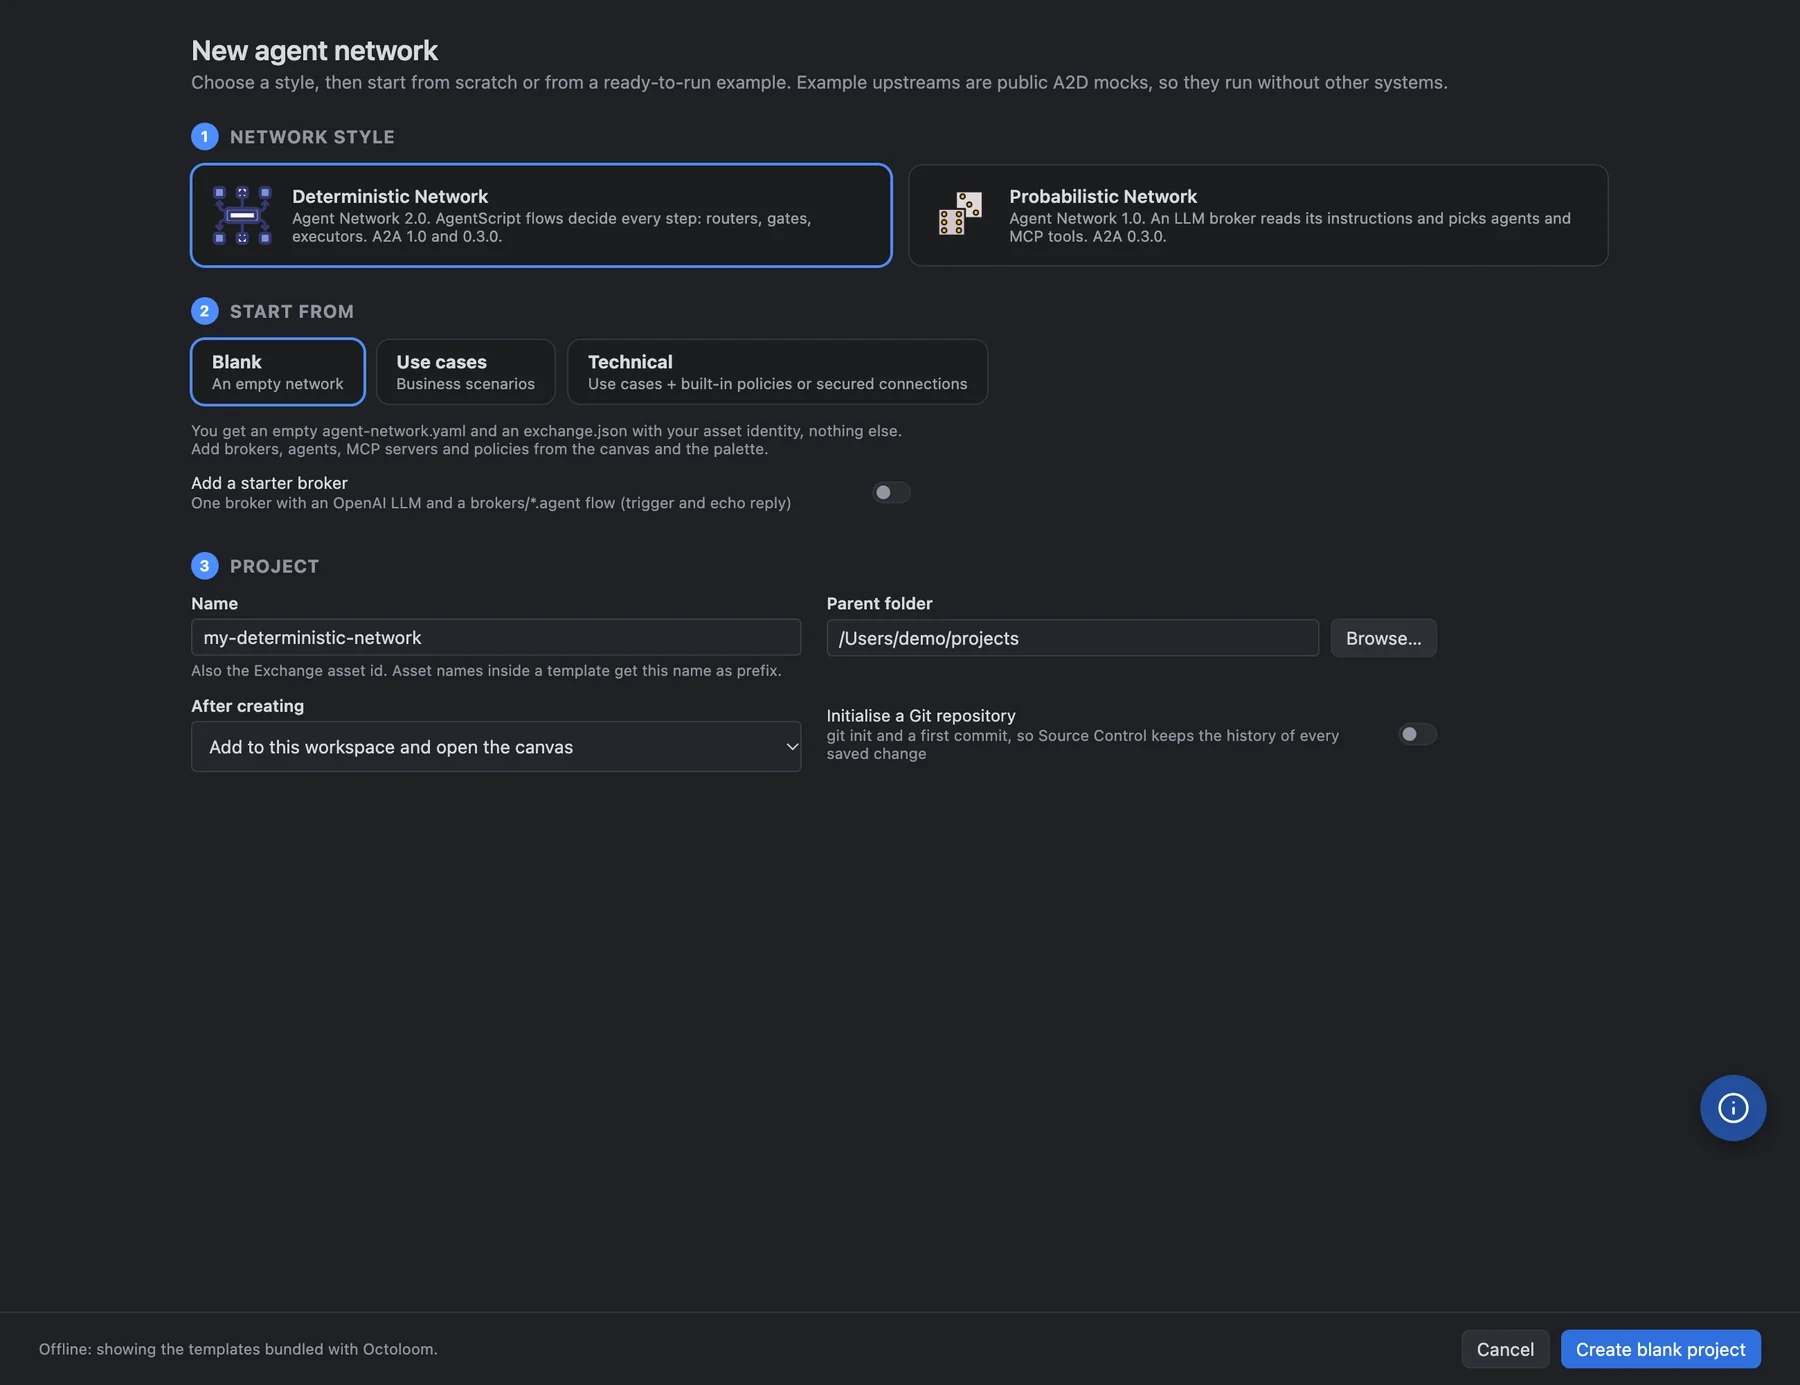 New agent network
Choose a style, then start from scratch or from a ready-to-run example. Example upstreams are public A2D mocks, so they run without other systems.
1 NETWORK STYLE
Deterministic Network
Agent Network 2.0. AgentScript flows decide every step: routers, gates,
executors. A2A 1.0 and 0.3.0.
Probabilistic Network
Agent Network 1.0. An LLM broker reads its instructions and picks agents and
MCP tools. A2A 0.3.0.
2 START FROM
Blank
An empty network
Use cases
Business scenarios
Technical
Use cases + built-in policies or secured connections
You get an empty agent-network.yaml and an exchange.json with your asset identity, nothing else.
Add brokers, agents, MCP servers and policies from the canvas and the palette.
Add a starter broker
One broker with an OpenAI LLM and a brokers/*.agent flow (trigger and echo reply)
3 PROJECT
Name
my-deterministic-network
Also the Exchange asset id. Asset names inside a template get this name as prefix.
Parent folder
/Users/demo/projects
Browse...
After creating
Add to this workspace and open the canvas
Initialise a Git repository
git init and a first commit, so Source Control keeps the history of every
saved change
Offline: showing the templates bundled with Octoloom.
Cancel
Create blank project